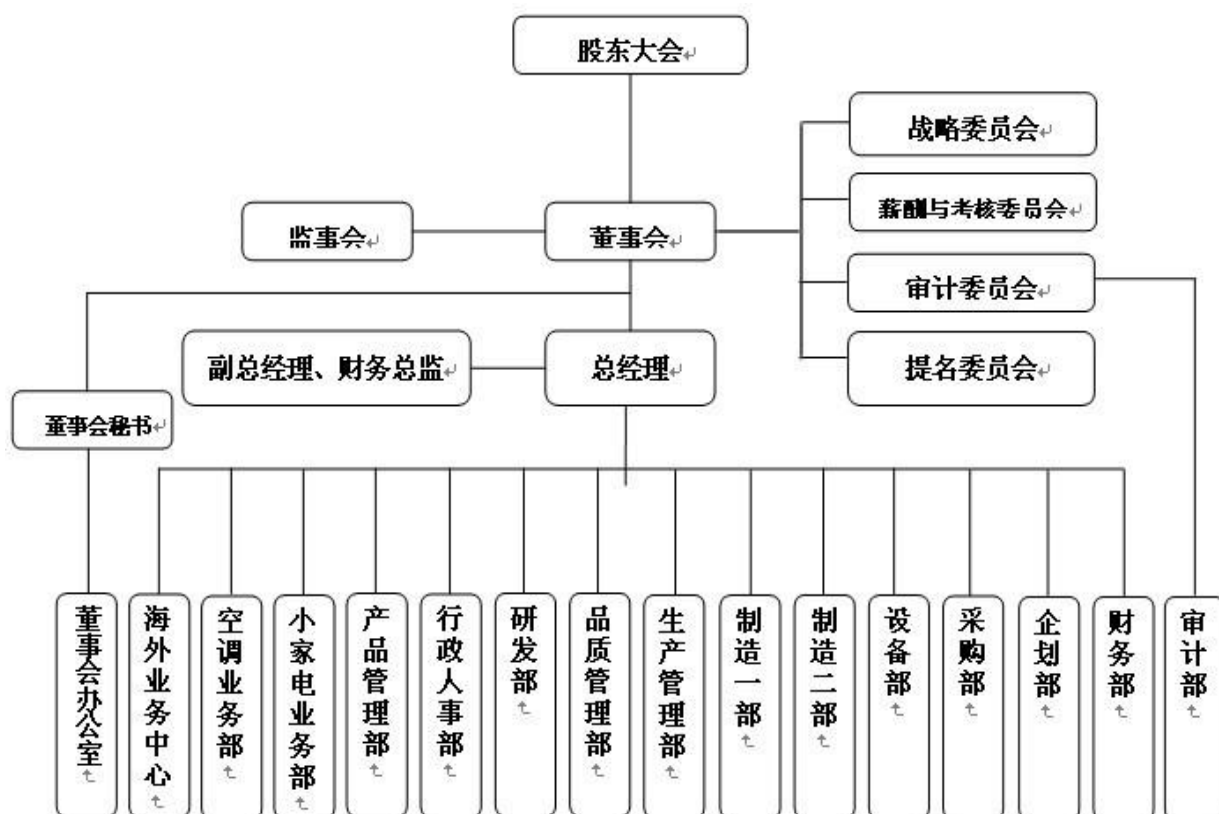 股东大会
战略委员会
薪酬与考核委员会
监事会
董事会
审计委员会
副总经理、财务总监
总经理
提名委员会
董事会秘书
董事会办公室
海外业务中心
空调业务部
小家电业务部
产品管理部
行政人事部
研发部
品质管理部
生产管理部
制造一部
制造二部
设备部
采购部
企划部
财务部
审计部